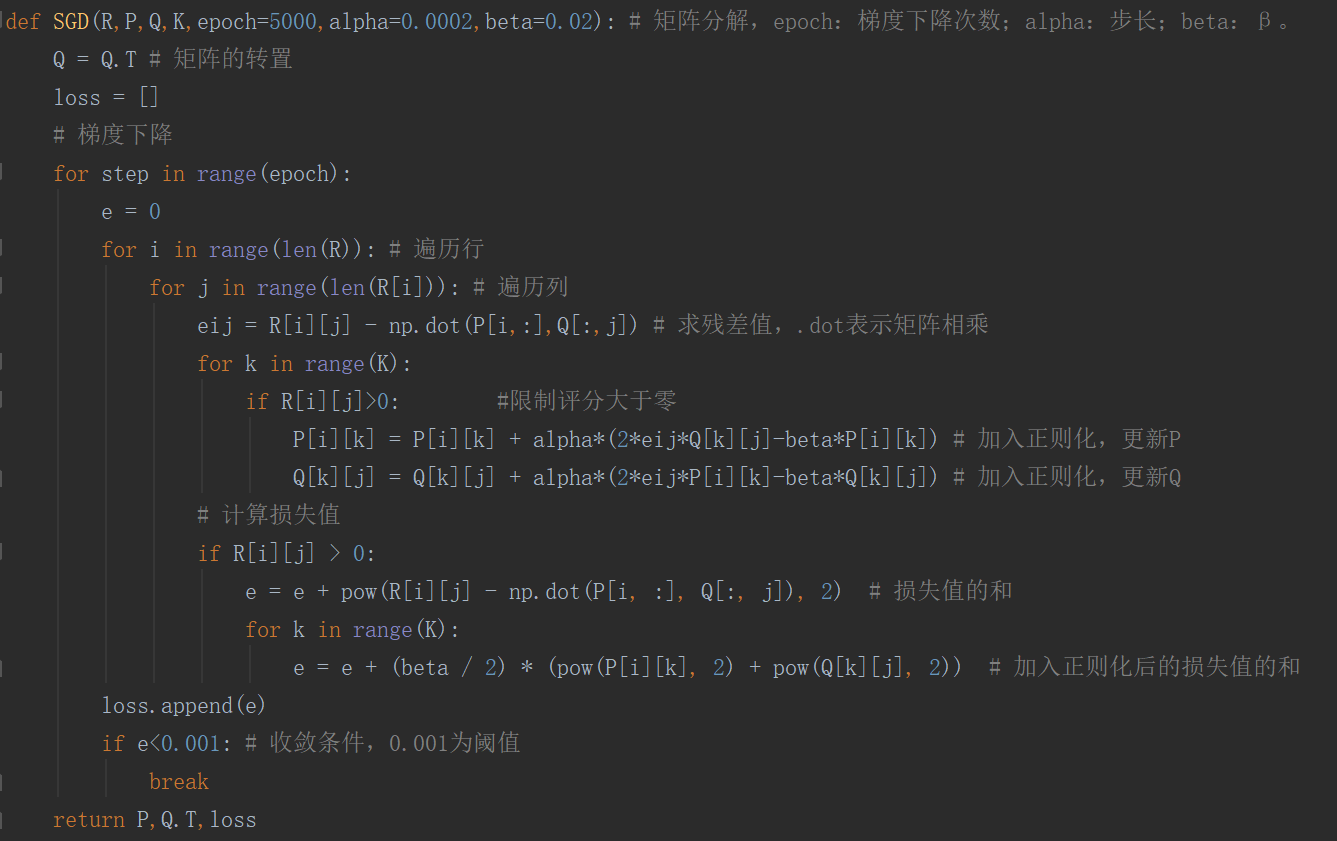 def SGD(R,P,Q,K,epoch=5000,alpha=0.0002,beta=0.02): # 矩阵分解，epoch：梯度下降次数；alpha：步长；beta：β。
    Q = Q.T # 矩阵的转置
    loss = []
    # 梯度下降
    for step in range(epoch):
        e = 0
        for i in range(len(R)): # 遍历行
            for j in range(len(R[i])): # 遍历列
                eij = R[i][j] - np.dot(P[i,:],Q[:,j]) # 求残差值，.dot表示矩阵相乘
                for k in range(K):
                    if R[i][j]>0:        #限制评分大于零
                        P[i][k] = P[i][k] + alpha*(2*eij*Q[k][j]-beta*P[i][k]) # 加入正则化，更新P
                        Q[k][j] = Q[k][j] + alpha*(2*eij*P[i][k]-beta*Q[k][j]) # 加入正则化，更新Q
                # 计算损失值
                if R[i][j] > 0:
                    e = e + pow(R[i][j] - np.dot(P[i, :], Q[:, j]), 2)  # 损失值的和
                    for k in range(K):
                        e = e + (beta / 2) * (pow(P[i][k], 2) + pow(Q[k][j], 2))  # 加入正则化后的损失值的和
        loss.append(e)
        if e<0.001: # 收敛条件，0.001为阈值
            break
    return P,Q.T,loss